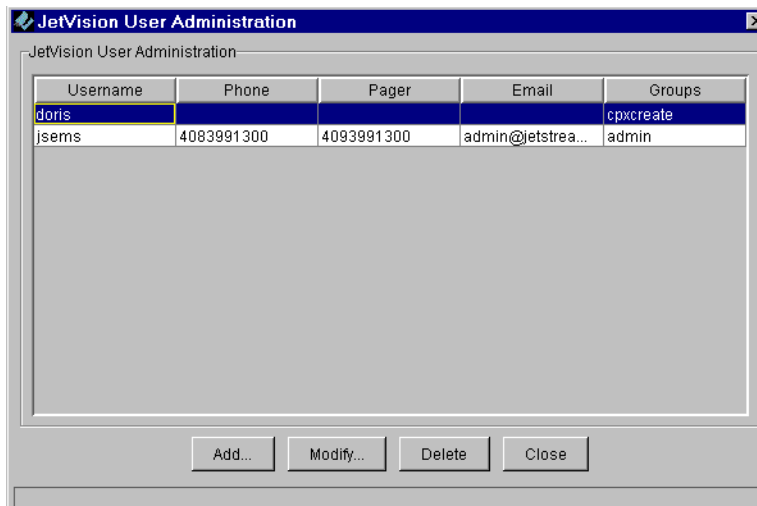 JetVision User Administration
JetVision User Administration
Username Phone Pager Email Groups
doris cpxcreate
jsems 4083991300 4093991300 admin@jetstrea... admin
Add... Modify... Delete Close